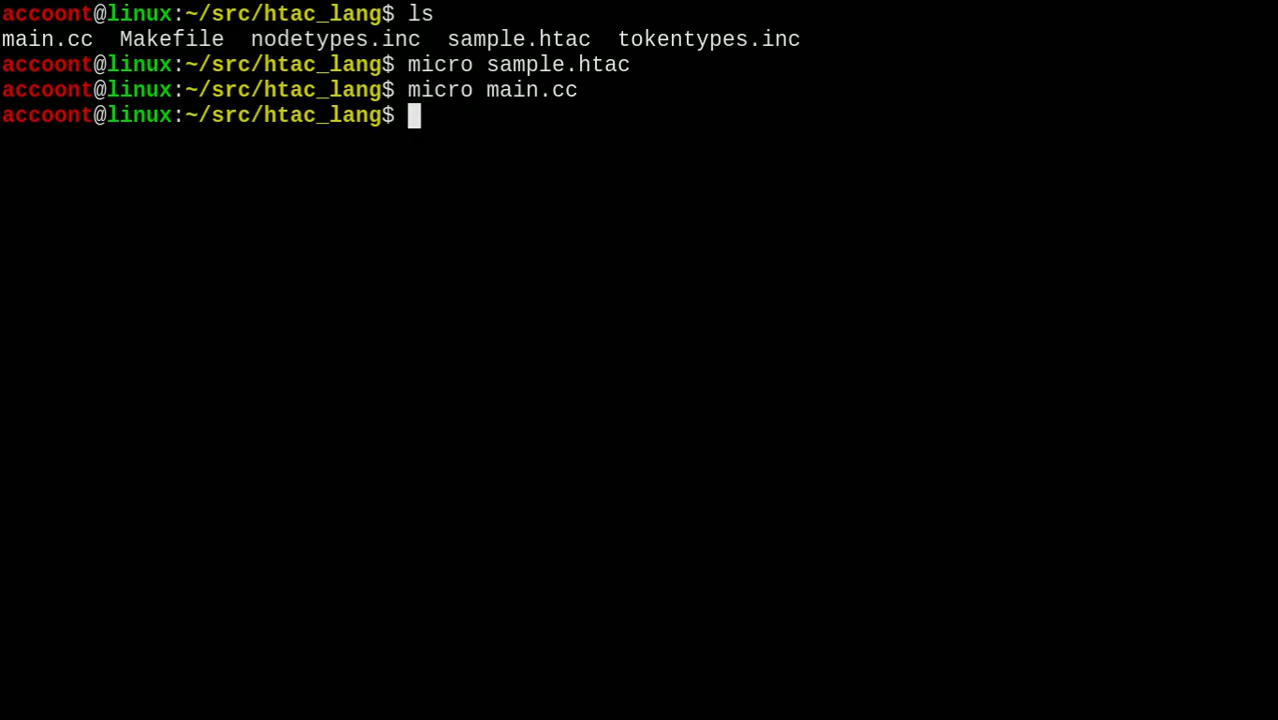 accoont@linux:~/src/htac_lang$ ls
main.cc  Makefile  nodetypes.inc  sample.htac  tokentypes.inc
accoont@linux:~/src/htac_lang$ micro sample.htac
accoont@linux:~/src/htac_lang$ micro main.cc
accoont@linux:~/src/htac_lang$